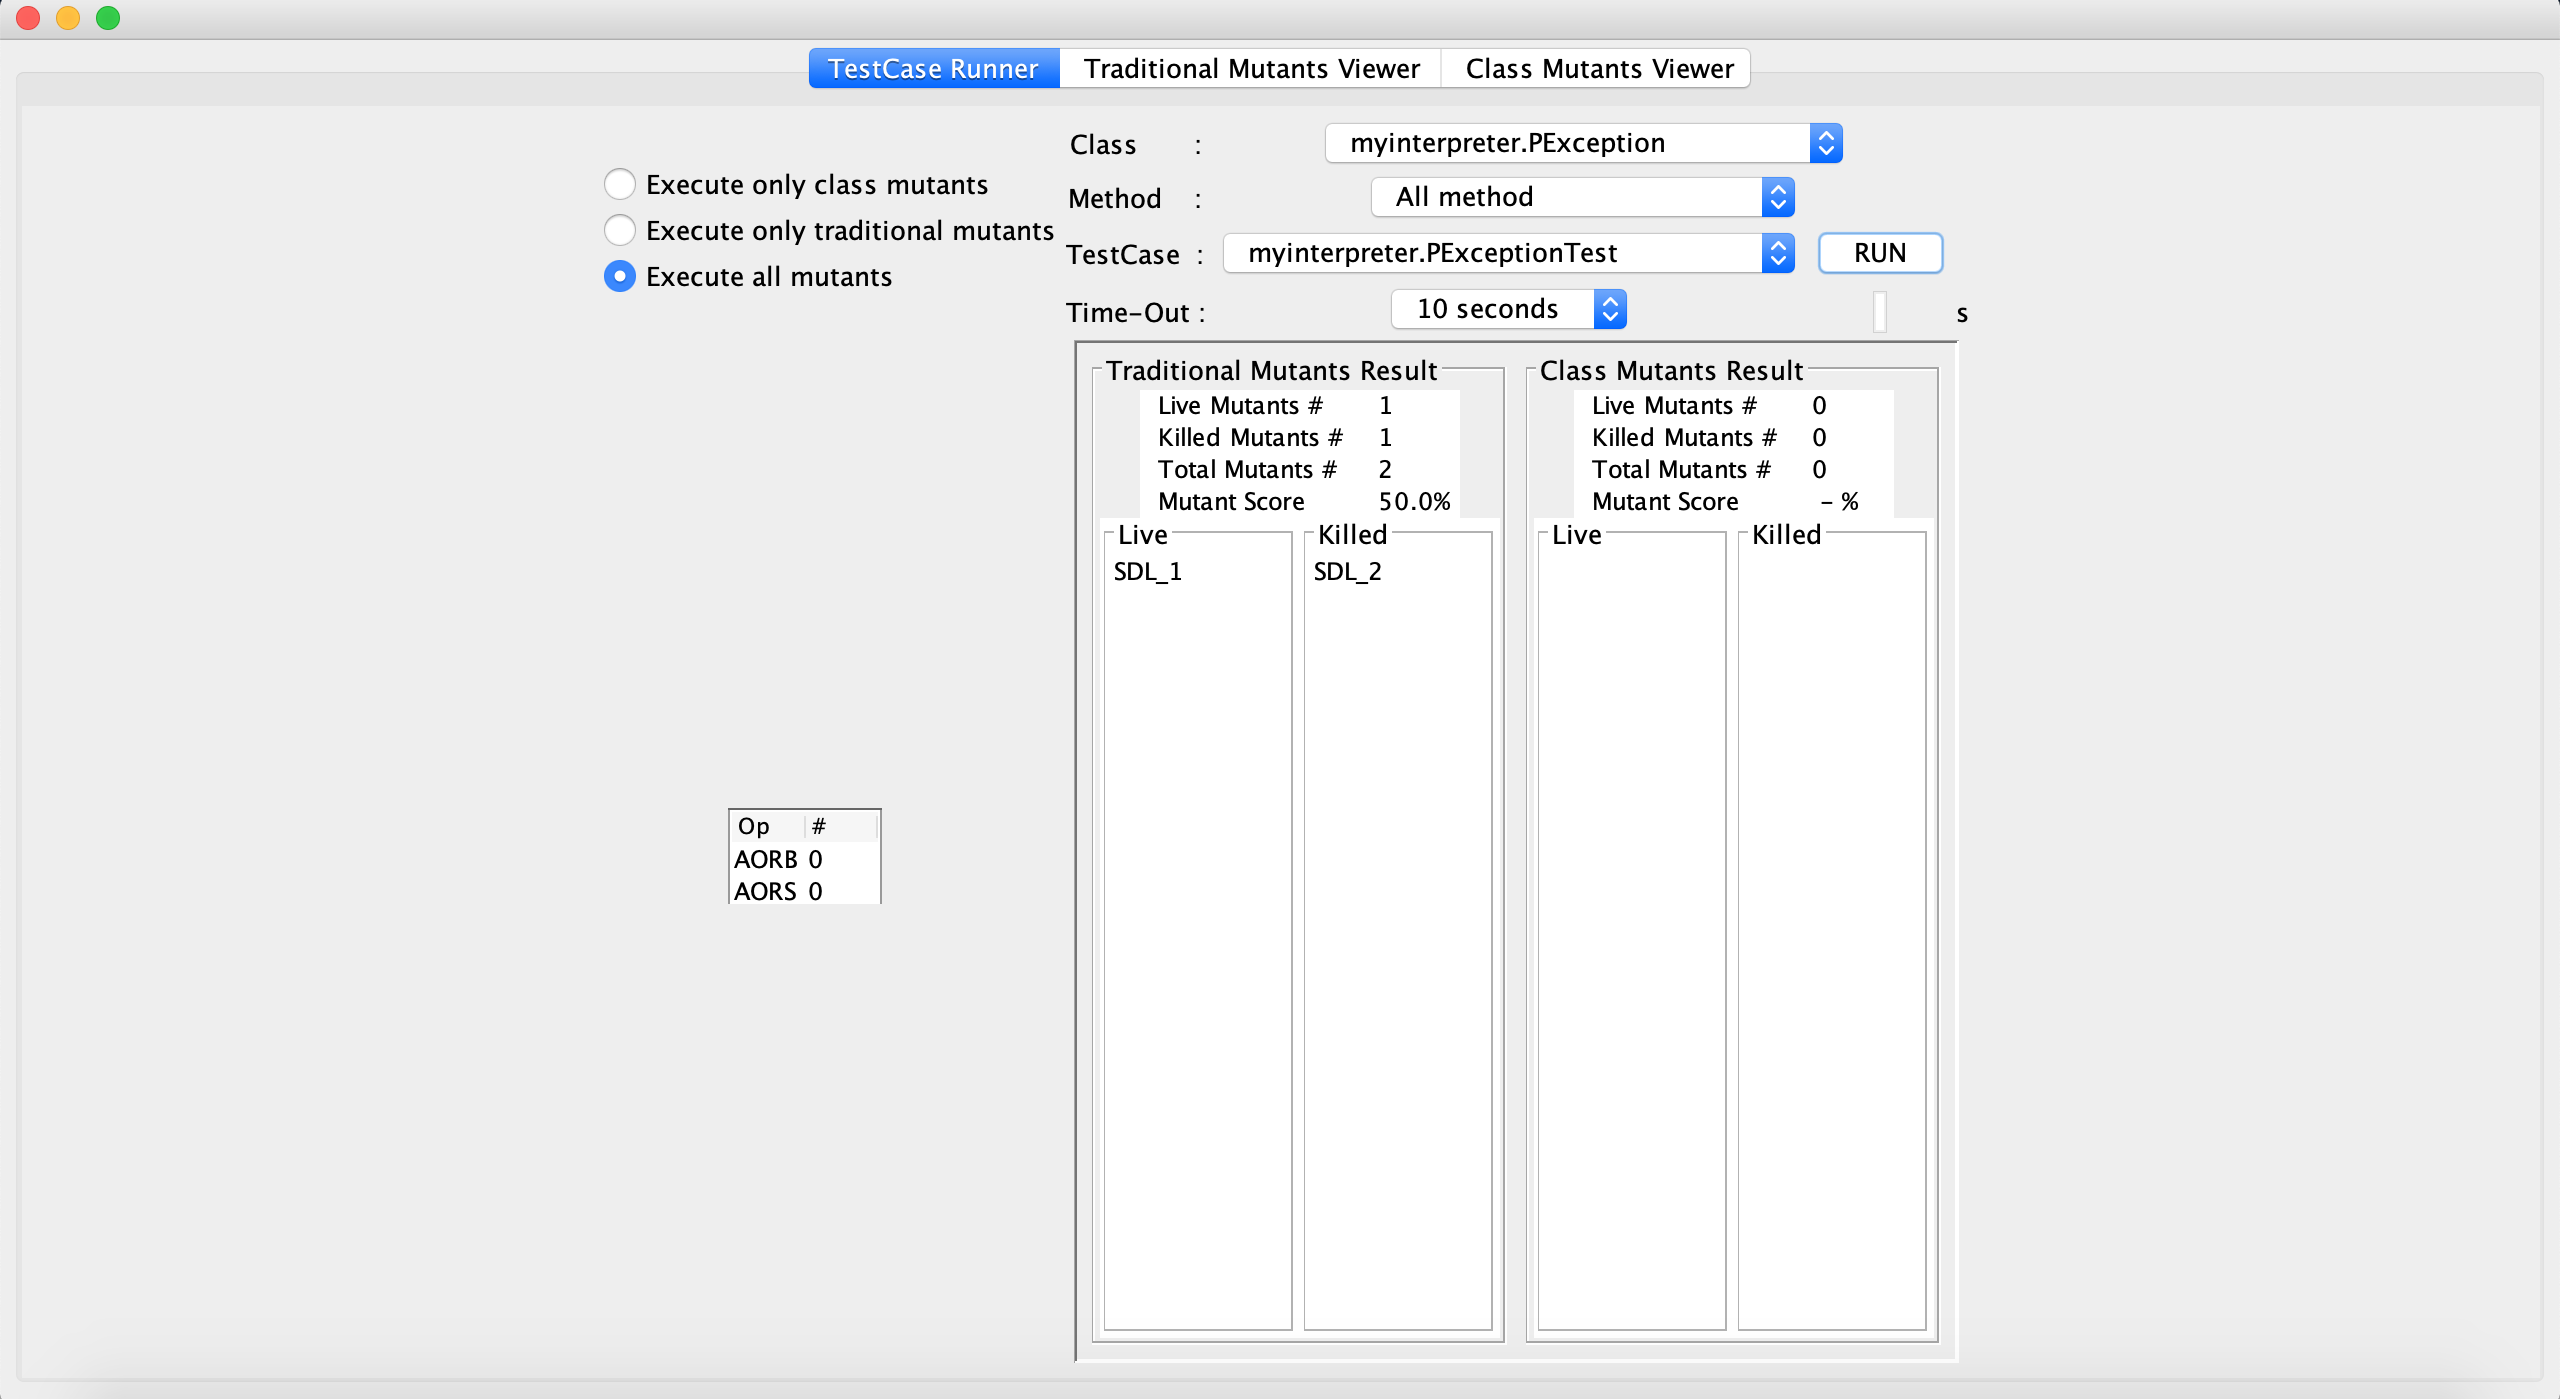 TestCase Runner Traditional Mutants Viewer Class Mutants Viewer
Execute only class mutants
Execute only traditional mutants
Execute all mutants
Class : myinterpreter.PException
Method : All method
TestCase : myinterpreter.PExceptionTest RUN
Time-Out : 10 seconds s
Traditional Mutants Result
Live Mutants # 1
Killed Mutants # 1
Total Mutants # 2
Mutant Score 50.0%
Live
SDL_1
Killed
SDL_2
Class Mutants Result
Live Mutants # 0
Killed Mutants # 0
Total Mutants # 0
Mutant Score - %
Live
Killed
Op #
AORB 0
AORS 0